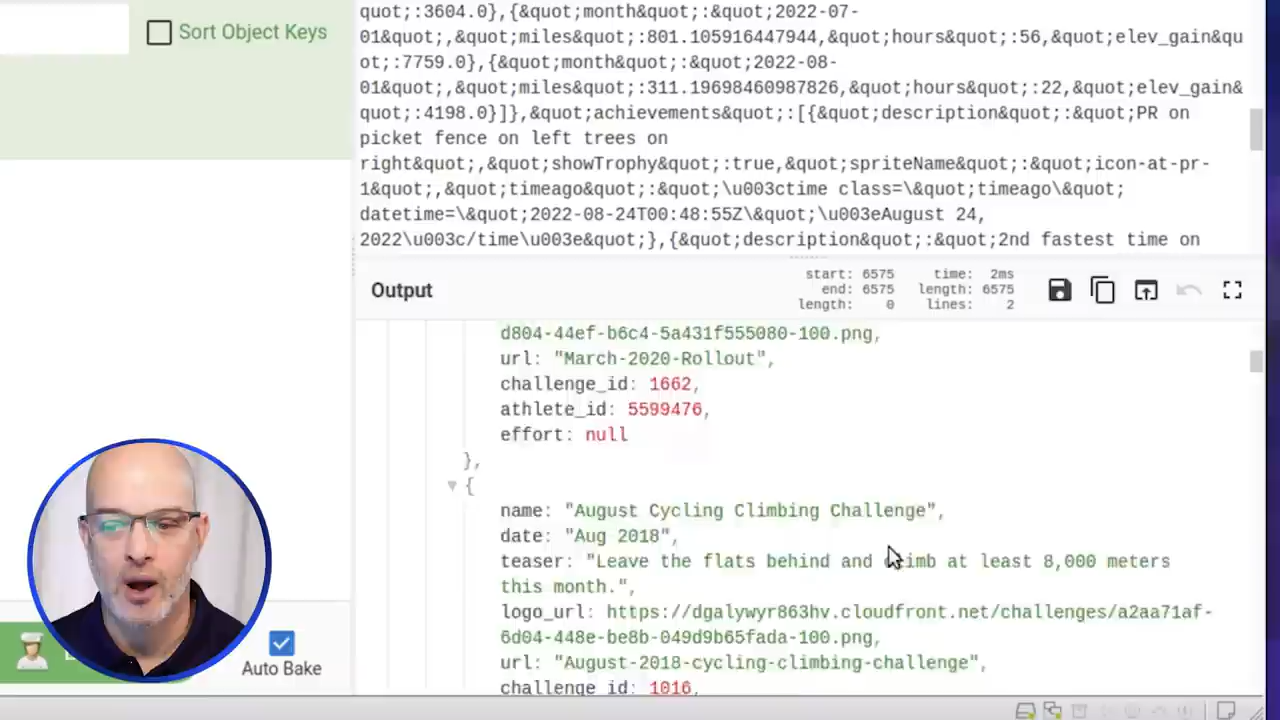 Sort Object Keys
quot;:3604.0},{&quot;month&quot;:&quot;2022-07-
01&quot;,&quot;miles&quot;:801.105916447944,&quot;hours&quot;:56,&quot;elev_gain&qu
ot;:7759.0},{&quot;month&quot;:&quot;2022-08-
01&quot;,&quot;miles&quot;:311.19698460987826,&quot;hours&quot;:22,&quot;elev_gain&
quot;:4198.0}]},&quot;achievements&quot;:[{&quot;description&quot;:&quot;PR on
picket fence on left trees on
right&quot;,&quot;showTrophy&quot;:true,&quot;spriteName&quot;:&quot;icon-at-pr-
1&quot;,&quot;timeago&quot;:&quot;\u003ctime class=\&quot;timeago\&quot;
datetime=\&quot;2022-08-24T00:48:55Z\&quot;\u003eAugust 24,
2022\u003c/time\u003e&quot;},{&quot;description&quot;:&quot;2nd fastest time on
Output
start: 6575 time: 2ms
end: 6575 length: 6575
length: 0 lines: 2
d804-44ef-b6c4-5a431f555080-100.png,
url: "March-2020-Rollout",
challenge_id: 1662,
athlete_id: 5599476,
effort: null
},
{
name: "August Cycling Climbing Challenge",
date: "Aug 2018",
teaser: "Leave the flats behind and climb at least 8,000 meters
this month.",
logo_url: https://dgalywyr863hv.cloudfront.net/challenges/a2aa71af-
6d04-448e-be8b-049d9b65fada-100.png,
url: "August-2018-cycling-climbing-challenge",
challenge_id: 1016,
Auto Bake